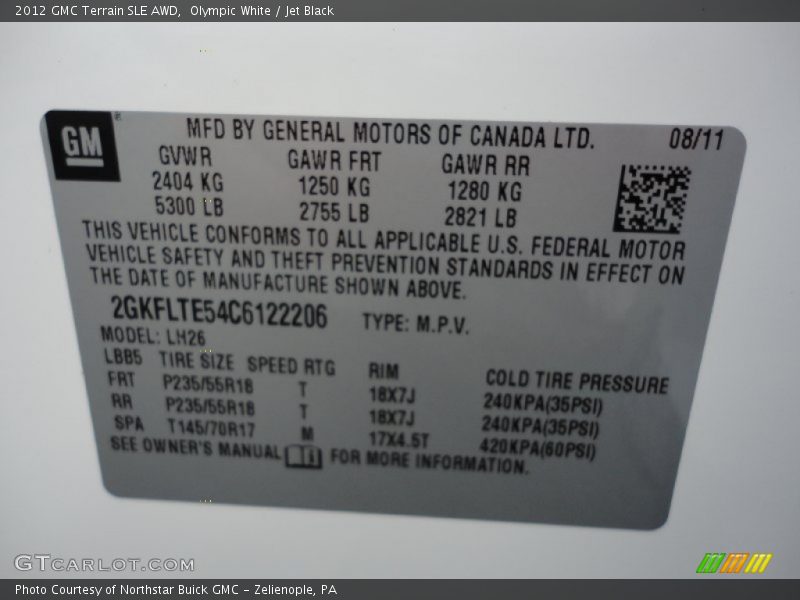 2012 GMC Terrain SLE AWD,  Olympic White / Jet Black
GM ®
MFD BY GENERAL MOTORS OF CANADA LTD. 08/11
GVWR GAWR FRT GAWR RR
2404 KG 1250 KG 1280 KG
5300 LB 2755 LB 2821 LB
THIS VEHICLE CONFORMS TO ALL APPLICABLE U.S. FEDERAL MOTOR
VEHICLE SAFETY AND THEFT PREVENTION STANDARDS IN EFFECT ON
THE DATE OF MANUFACTURE SHOWN ABOVE.
2GKFLTE54C6122206 TYPE: M.P.V.
MODEL: LH26
LBB5 TIRE SIZE SPEED RTG RIM COLD TIRE PRESSURE
FRT P235/55R18 T 18X7J 240KPA(35PSI)
RR P235/55R18 T 18X7J 240KPA(35PSI)
SPA T145/70R17 M 17X4.5T 420KPA(60PSI)
SEE OWNER'S MANUAL FOR MORE INFORMATION.
GTCARLOT.COM
Photo Courtesy of Northstar Buick GMC - Zelienople, PA